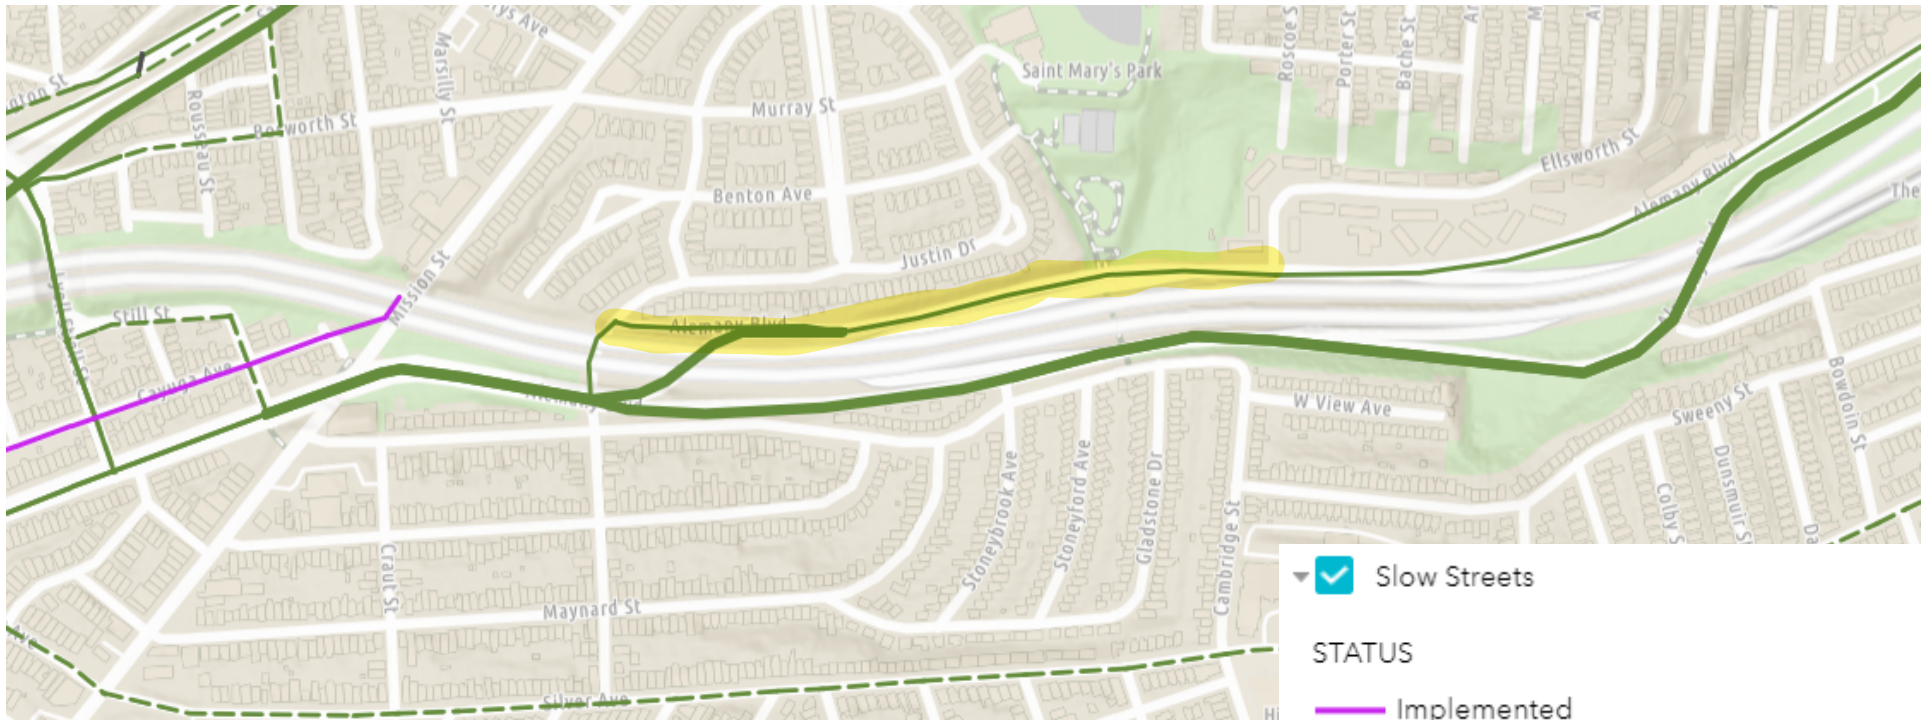 Marsily St
Saint Mary's Park
Roscoe S
Porter St
Bache St
Rousseau St
Bosworth St
Murray St
Ellsworth St
Benton Ave
Alemany Blvd
Justin Dr
Mission St
Still St
Alemany Blvd
Cayuga Ave
W View Ave
Sweeny St
Bowdoin St
Stoneybrook Ave
Stoneyford Ave
Gladstone Dr
Cambridge St
Colby S
Dunsmuir St
Craut St
Maynard St
Silver Ave
Slow Streets
STATUS
Implemented